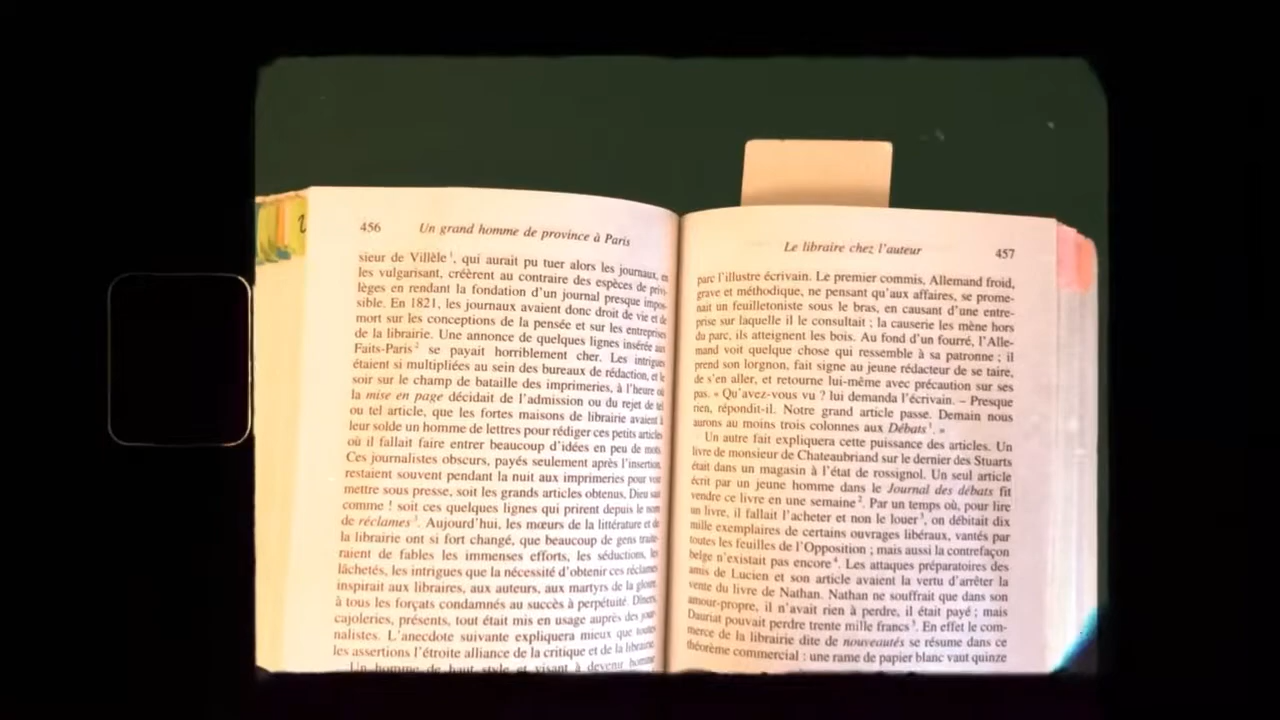 456
Un grand homme de province à Paris
sieur de Villèle¹, qui aurait pu tuer alors les journaux, en
les vulgarisant, créèrent au contraire des espèces de privi-
lèges en rendant la fondation d'un journal presque impos-
sible. En 1821, les journaux avaient donc droit de vie et de
mort sur les conceptions de la pensée et sur les entreprises
de la librairie. Une annonce de quelques lignes insérée aux
Faits-Paris² se payait horriblement cher. Les intrigues
étaient si multipliées au sein des bureaux de rédaction, et le
soir sur le champ de bataille des imprimeries, à l'heure où
la mise en page décidait de l'admission ou du rejet de tel
ou tel article, que les fortes maisons de librairie avaient à
leur solde un homme de lettres pour rédiger ces petits articles
où il fallait faire entrer beaucoup d'idées en peu de mots.
Ces journalistes obscurs, payés seulement après l'insertion,
restaient souvent pendant la nuit aux imprimeries pour voir
mettre sous presse, soit les grands articles obtenus, Dieu sait
comme ! soit ces quelques lignes qui prirent depuis le nom
de réclames³. Aujourd'hui, les mœurs de la littérature et de
la librairie ont si fort changé, que beaucoup de gens traite-
raient de fables les immenses efforts, les séductions, les
lâchetés, les intrigues que la nécessité d'obtenir ces réclames
inspirait aux libraires, aux auteurs, aux martyrs de la gloire,
à tous les forçats condamnés au succès à perpétuité. Dîners,
cajoleries, présents, tout était mis en usage auprès des jour-
nalistes. L'anecdote suivante expliquera mieux que toutes
les assertions l'étroite alliance de la critique et de la librairie.
Un homme de haut style et visant à devenir homme
Le libraire chez l'auteur
457
parc l'illustre écrivain. Le premier commis, Allemand froid,
grave et méthodique, ne pensant qu'aux affaires, se prome-
nait un feuilletoniste sous le bras, en causant d'une entre-
prise sur laquelle il le consultait ; la causerie les mène hors
du parc, ils atteignent les bois. Au fond d'un fourré, l'Alle-
mand voit quelque chose qui ressemble à sa patronne ; il
prend son lorgnon, fait signe au jeune rédacteur de se taire,
de s'en aller, et retourne lui-même avec précaution sur ses
pas. « Qu'avez-vous vu ? lui demanda l'écrivain. – Presque
rien, répondit-il. Notre grand article passe. Demain nous
aurons au moins trois colonnes aux Débats¹. »
Un autre fait expliquera cette puissance des articles. Un
livre de monsieur de Chateaubriand sur le dernier des Stuarts
était dans un magasin à l'état de rossignol. Un seul article
écrit par un jeune homme dans le Journal des débats fit
vendre ce livre en une semaine². Par un temps où, pour lire
un livre, il fallait l'acheter et non le louer³, on débitait dix
mille exemplaires de certains ouvrages libéraux, vantés par
toutes les feuilles de l'Opposition ; mais aussi la contrefaçon
belge n'existait pas encore⁴. Les attaques préparatoires des
amis de Lucien et son article avaient la vertu d'arrêter la
vente du livre de Nathan. Nathan ne souffrait que dans son
amour-propre, il n'avait rien à perdre, il était payé ; mais
Dauriat pouvait perdre trente mille francs⁵. En effet le com-
merce de la librairie dite de nouveautés se résume dans ce
théorème commercial : une rame de papier blanc vaut quinze